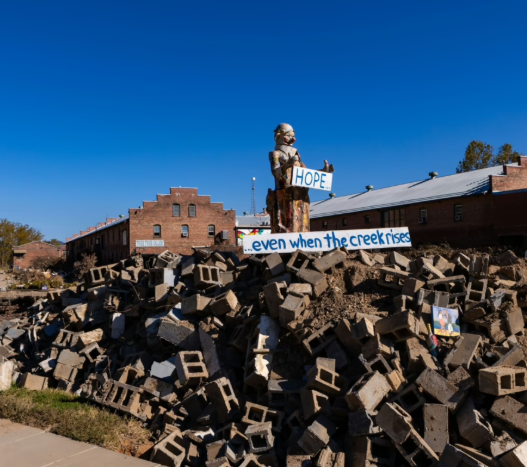 HOPE.
...even when the creek rises